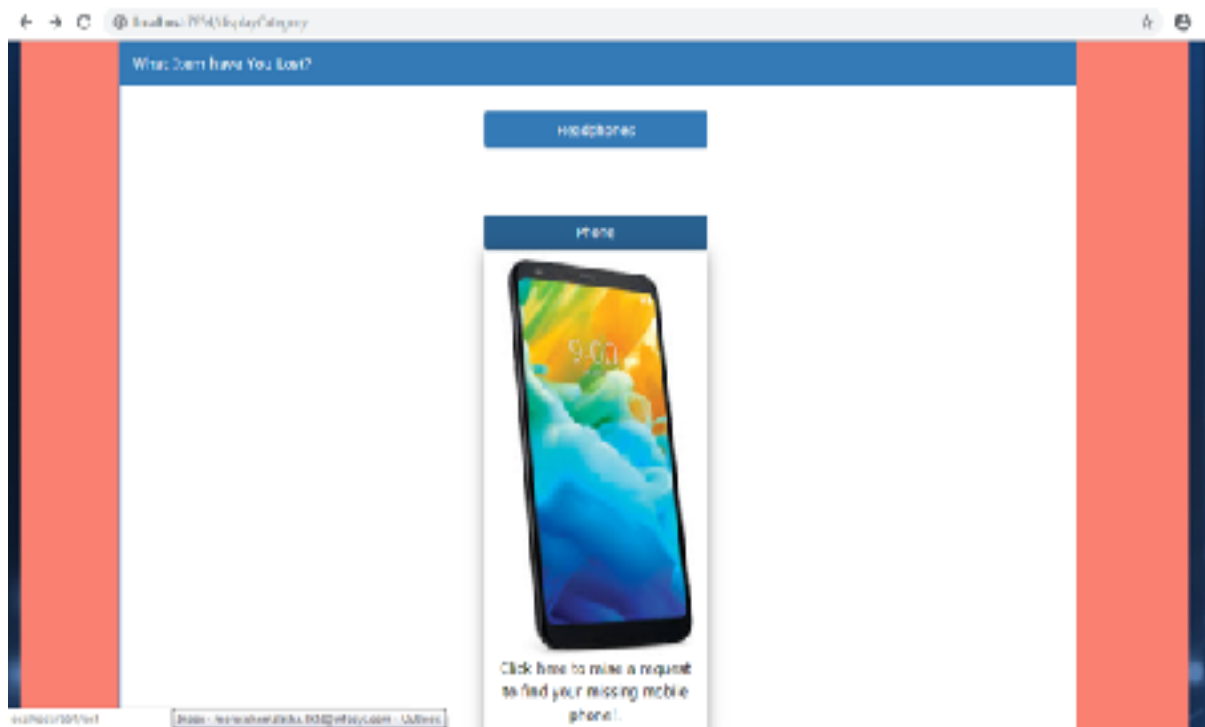 What Item have You Lost?
Headphones
Phone
9:00
Click here to raise a request
to find your missing mobile
phone!.